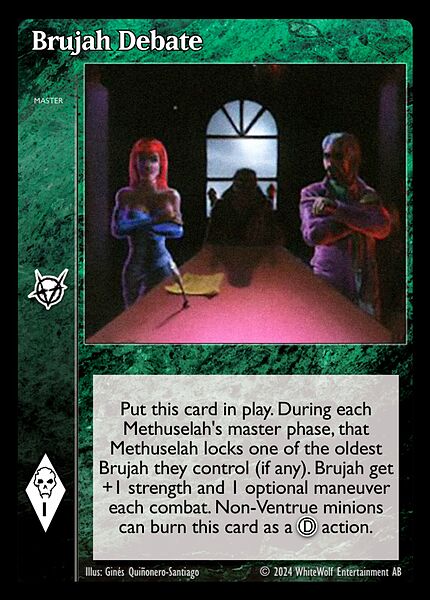 Brujah Debate
MASTER
Put this card in play. During each
Methuselah's master phase, that
Methuselah locks one of the oldest
Brujah they control (if any). Brujah get
+1 strength and 1 optional maneuver
each combat. Non-Ventrue minions
can burn this card as a Ⓓ action.
1
Illus: Ginés Quiñonero-Santiago
© 2024 WhiteWolf Entertainment AB